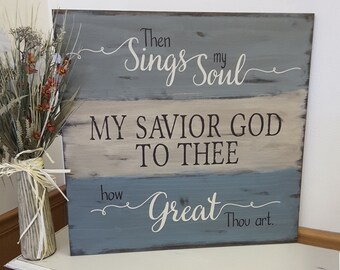 Then
Sings my Soul
MY SAVIOR GOD
TO THEE
how
Great Thou art.